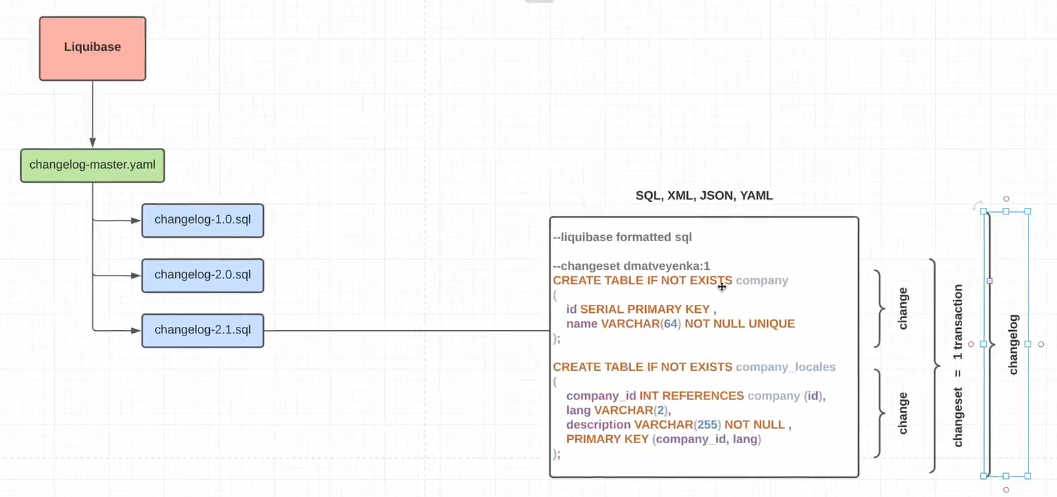 Liquibase
changelog-master.yaml
changelog-1.0.sql
changelog-2.0.sql
changelog-2.1.sql
SQL, XML, JSON, YAML
--liquibase formatted sql
--changeset dmatveyenka:1
CREATE TABLE IF NOT EXISTS company
(
id SERIAL PRIMARY KEY ,
name VARCHAR(64) NOT NULL UNIQUE
);
CREATE TABLE IF NOT EXISTS company_locales
(
company_id INT REFERENCES company (id),
lang VARCHAR(2),
description VARCHAR(255) NOT NULL ,
PRIMARY KEY (company_id, lang)
);
change
change
changeset = 1 transaction
changelog